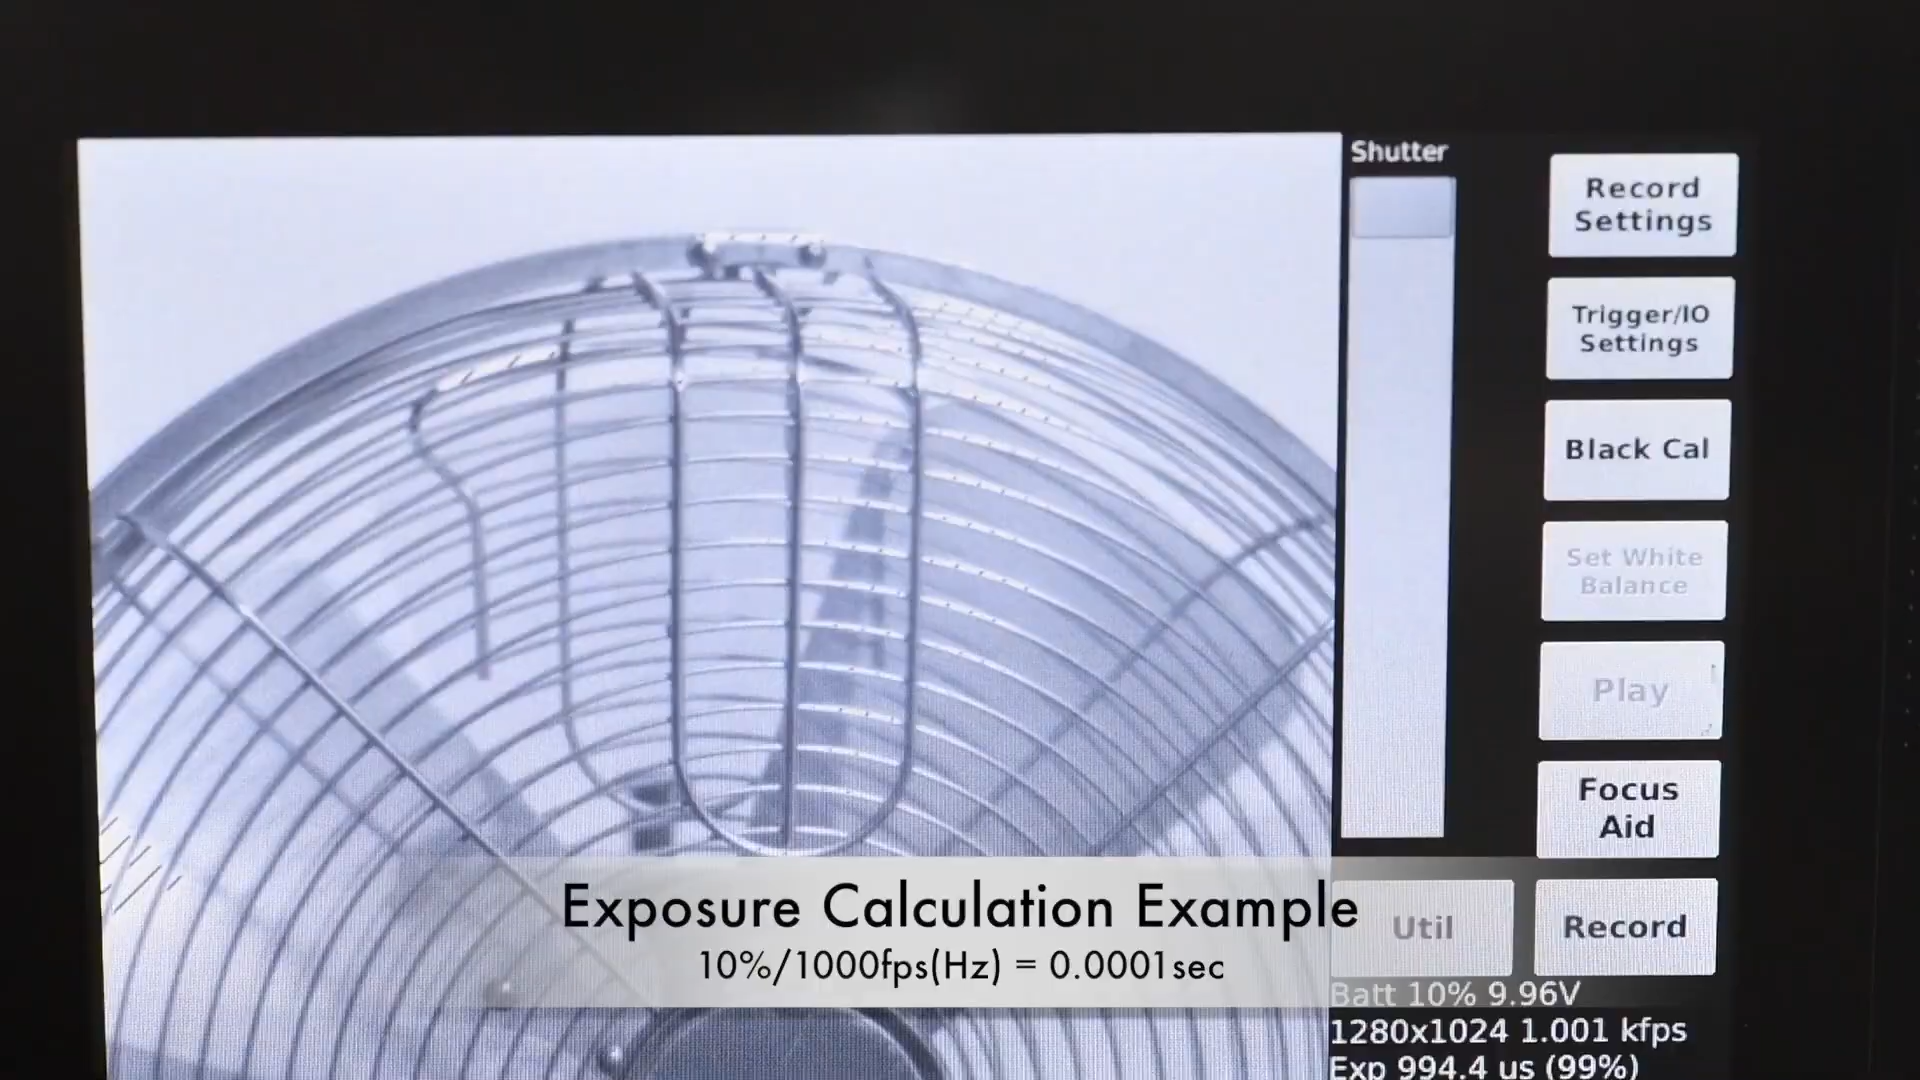 Shutter
Record
Settings
Trigger/IO
Settings
Black Cal
Set White
Balance
Play
Focus
Aid
Util
Record
Batt 10% 9.96V
1280x1024 1.001 kfps
Exp 994.4 us (99%)
Exposure Calculation Example
10%/1000fps(Hz) = 0.0001sec